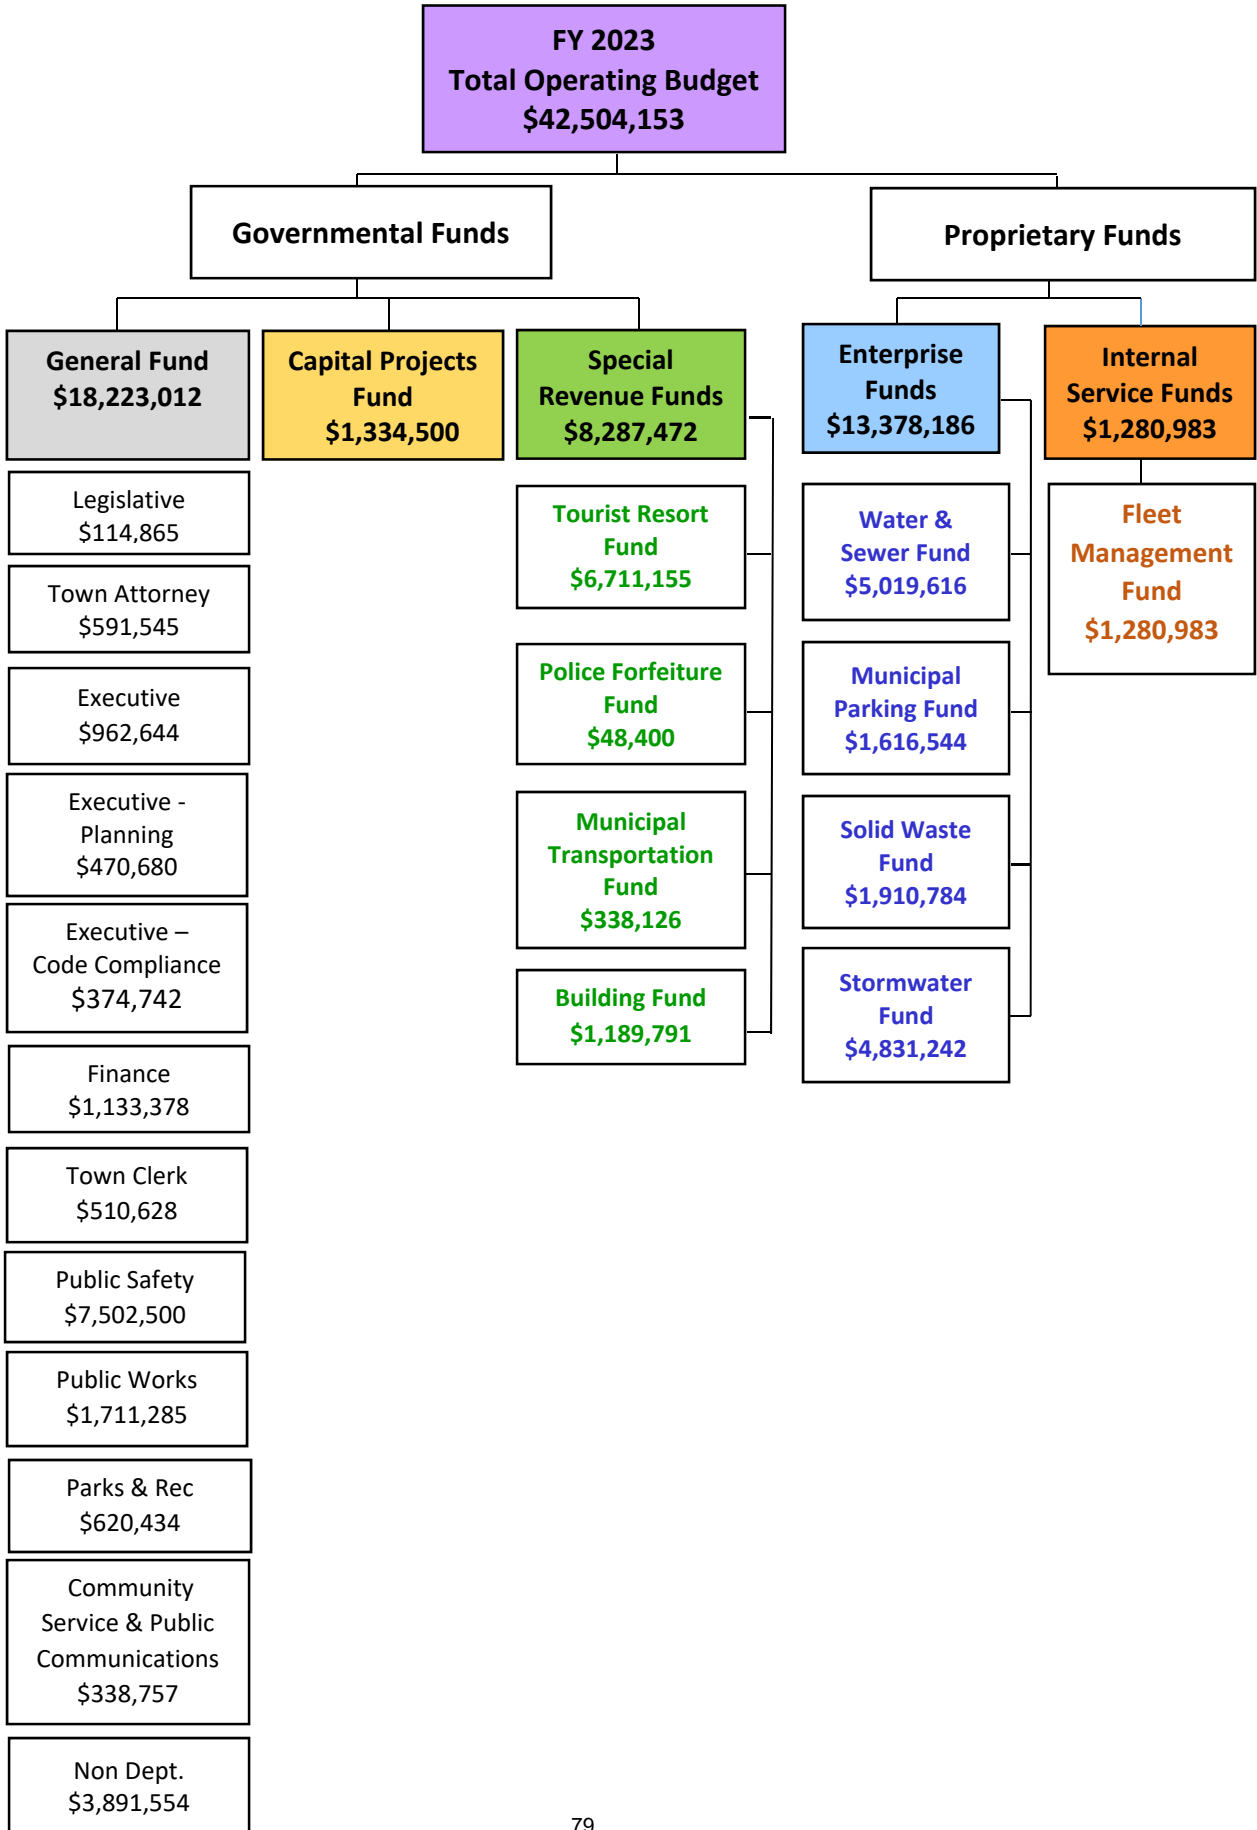 FY 2023
Total Operating Budget
$42,504,153
Governmental Funds
Proprietary Funds
General Fund
$18,223,012
Capital Projects
Fund
$1,334,500
Special
Revenue Funds
$8,287,472
Enterprise
Funds
$13,378,186
Internal
Service Funds
$1,280,983
Legislative
$114,865
Town Attorney
$591,545
Executive
$962,644
Executive -
Planning
$470,680
Executive –
Code Compliance
$374,742
Finance
$1,133,378
Town Clerk
$510,628
Public Safety
$7,502,500
Public Works
$1,711,285
Parks & Rec
$620,434
Community
Service & Public
Communications
$338,757
Non Dept.
$3,891,554
Tourist Resort
Fund
$6,711,155
Police Forfeiture
Fund
$48,400
Municipal
Transportation
Fund
$338,126
Building Fund
$1,189,791
Water &
Sewer Fund
$5,019,616
Municipal
Parking Fund
$1,616,544
Solid Waste
Fund
$1,910,784
Stormwater
Fund
$4,831,242
Fleet
Management
Fund
$1,280,983
79